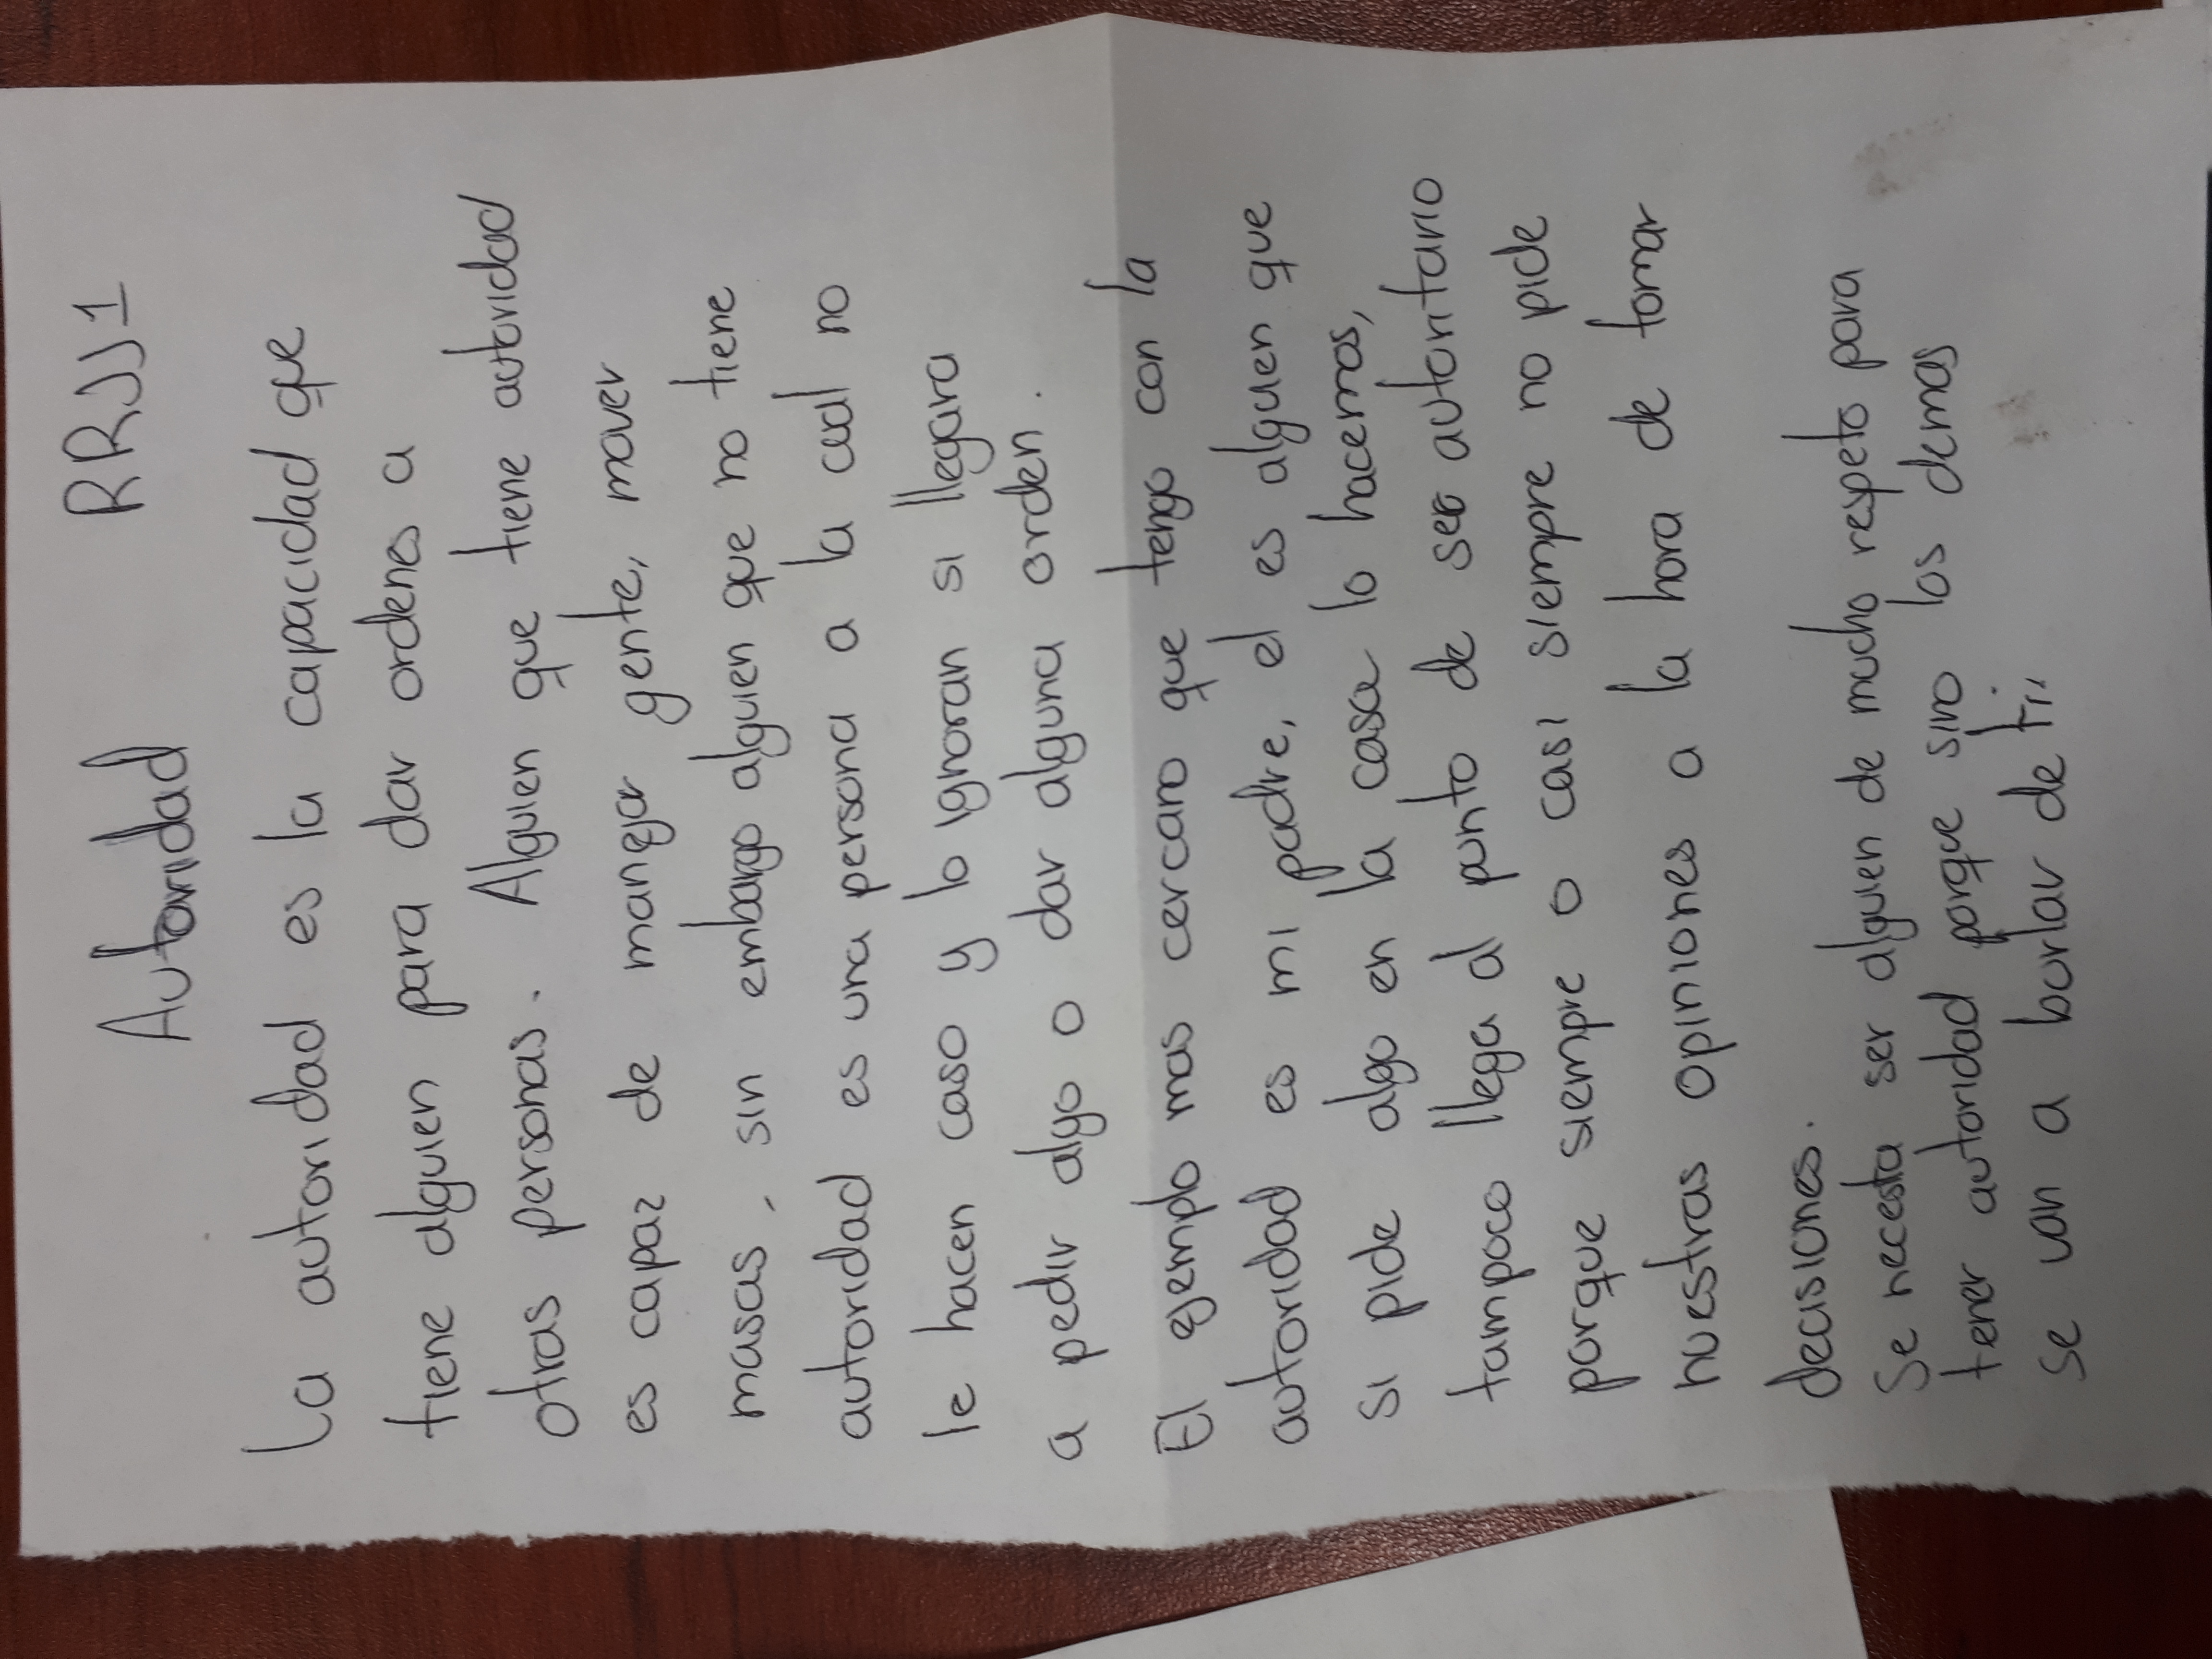 RRJJ1
Autoridad
La autoridad es la capacidad que
tiene alguien para dar ordenes a
otras personas. Alguien que tiene autoridad
es capaz de manejar gente, mover
masas, sin embargo alguien que no tiene
autoridad es una persona a la cual no
le hacen caso y lo ignoran si llegara
a pedir algo o dar alguna orden.
El ejemplo mas cercano que tengo con la
autoridad es mi padre, el es alguien que
si pide algo en la casa lo hacemos,
tampoco llega al punto de ser autoritario
porque siempre o casi siempre no pide
nuestras opiniones a la hora de tomar
decisiones.
Se necesta ser alguien de mucho respeto para
tener autoridad porque sino los demas
se van a burlar de ti